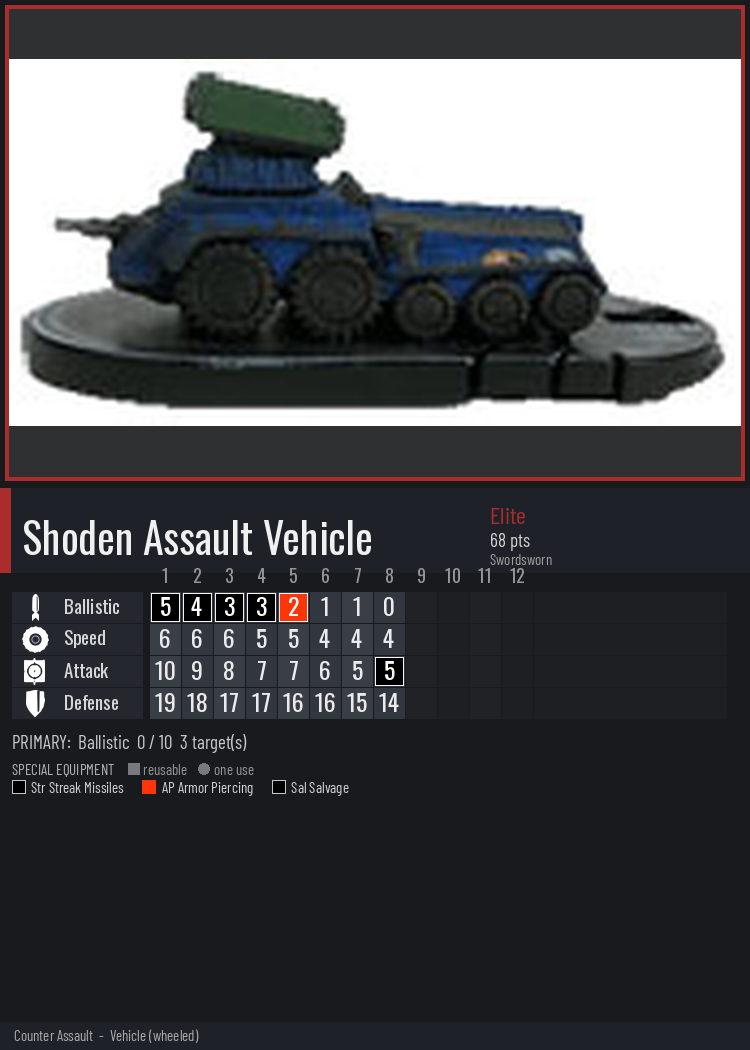 Shoden Assault Vehicle
Elite
68 pts
Swordsworn
1 2 3 4 5 6 7 8 9 10 11 12
Ballistic 5 4 3 3 2 1 1 0
Speed 6 6 6 5 5 4 4 4
Attack 10 9 8 7 7 6 5 5
Defense 19 18 17 17 16 16 15 14
PRIMARY: Ballistic 0 / 10 3 target(s)
SPECIAL EQUIPMENT reusable one use
Str Streak Missiles AP Armor Piercing Sal Salvage
Counter Assault - Vehicle (wheeled)